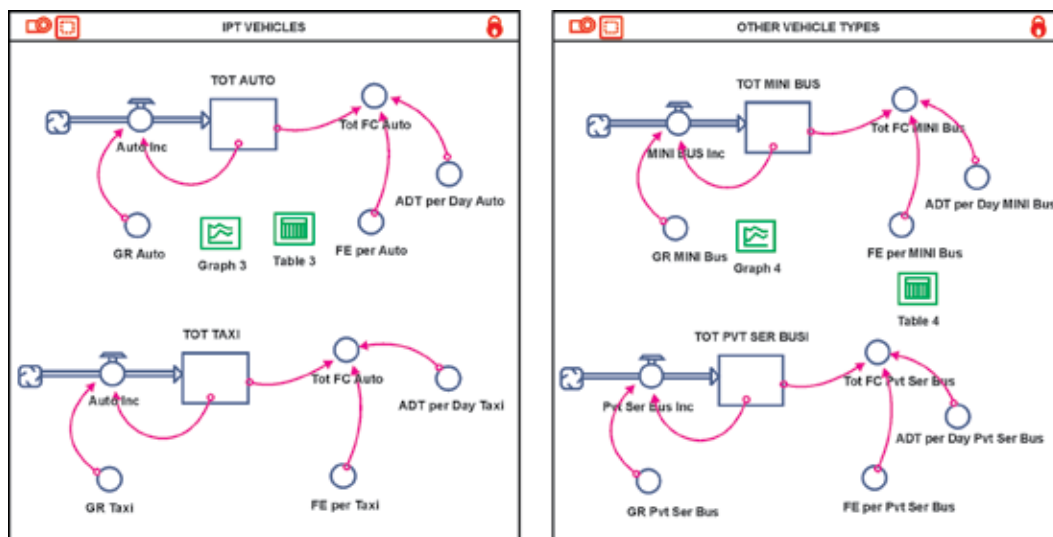 IPT VEHICLES
TOT AUTO
Auto Inc
Tot FC Auto
ADT per Day Auto
GR Auto
Graph 3
Table 3
FE per Auto
TOT TAXI
Auto Inc
Tot FC Auto
ADT per Day Taxi
GR Taxi
FE per Taxi
OTHER VEHICLE TYPES
TOT MINI BUS
MINI BUS Inc
Tot FC MINI Bus
ADT per Day MINI Bus
GR MINI Bus
Graph 4
FE per MINI Bus
Table 4
TOT PVT SER BUSI
Pvt Ser Bus Inc
Tot FC Pvt Ser Bus
ADT per Day Pvt Ser Bus
GR Pvt Ser Bus
FE per Pvt Ser Bus